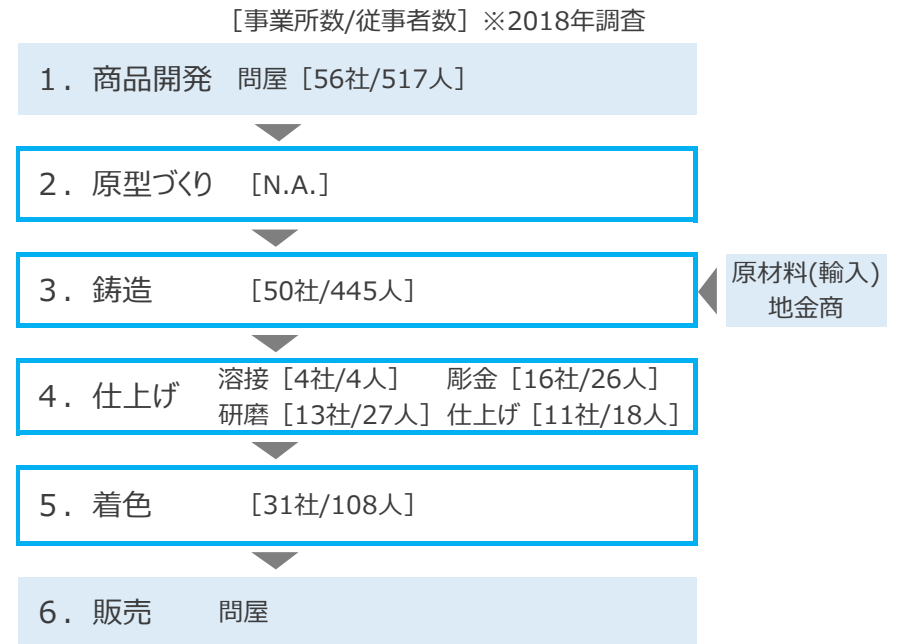 ［事業所数/従事者数］※2018年調査
１．商品開発 問屋［56社/517人］
２．原型づくり ［N.A.］
３．鋳造 ［50社/445人］
原材料(輸入)
地金商
４．仕上げ
溶接［4社/4人］ 彫金［16社/26人］
研磨［13社/27人］ 仕上げ［11社/18人］
５．着色 ［31社/108人］
６．販売 問屋